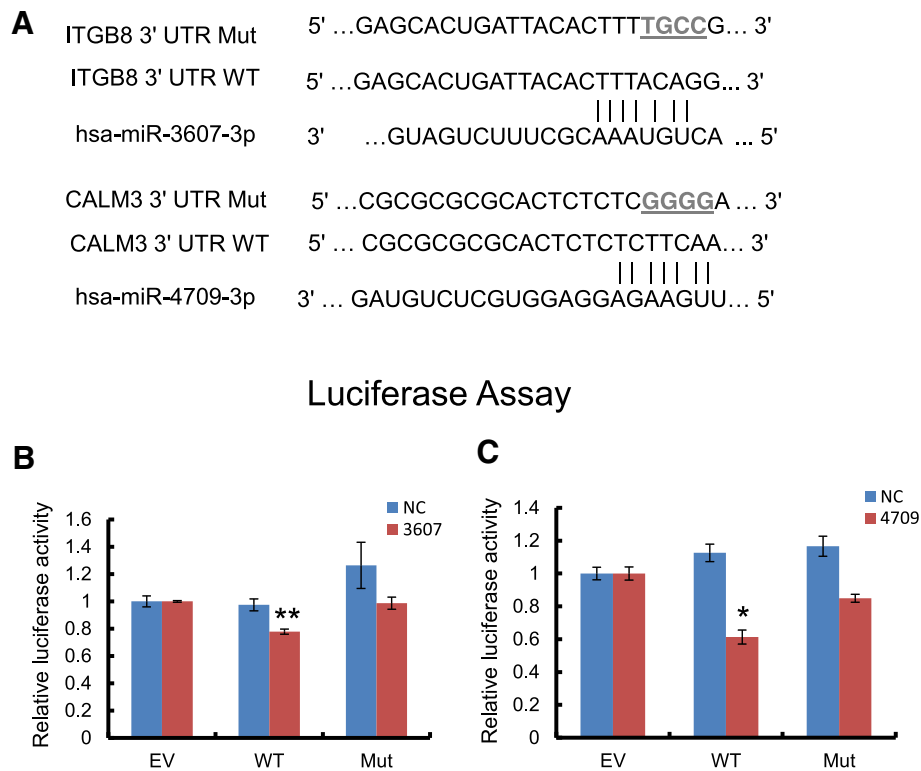 A
ITGB8 3' UTR Mut 5' ...GAGCACUGATTACACTTTTGCCG... 3'
ITGB8 3' UTR WT 5' ...GAGCACUGATTACACTTTACAGG... 3'
hsa-miR-3607-3p 3' ...GUAGUCUUUCGCAAAUGUCA ... 5'
CALM3 3' UTR Mut 5' ...CGCGCGCGCACTCTCTCGGGGA ... 3'
CALM3 3' UTR WT 5' ... CGCGCGCGCACTCTCTCTTCAA... 3'
hsa-miR-4709-3p 3' ... GAUGUCUCGUGGAGGAGAAGUU... 5'
Luciferase Assay
B
Relative luciferase activity
1.6
1.4
1.2
1
0.8
0.6
0.4
0.2
0
NC
3607
**
EV WT Mut
C
Relative luciferase activity
1.4
1.2
1
0.8
0.6
0.4
0.2
0
NC
4709
*
EV WT Mut